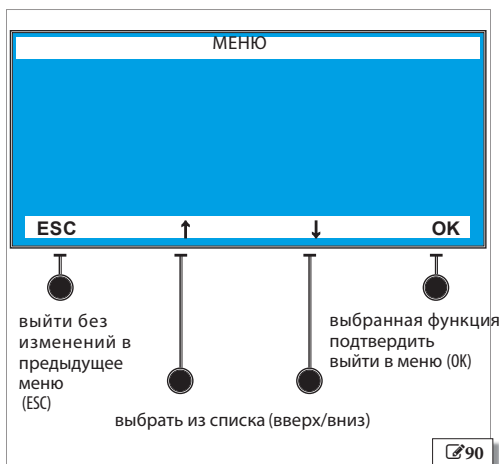 МЕНЮ
ESC ↑ ↓ OK
выйти без
изменений в
предыдущее
меню
(ESC)
выбранная функция
подтвердить
выйти в меню (OK)
выбрать из списка (вверх/вниз)
90